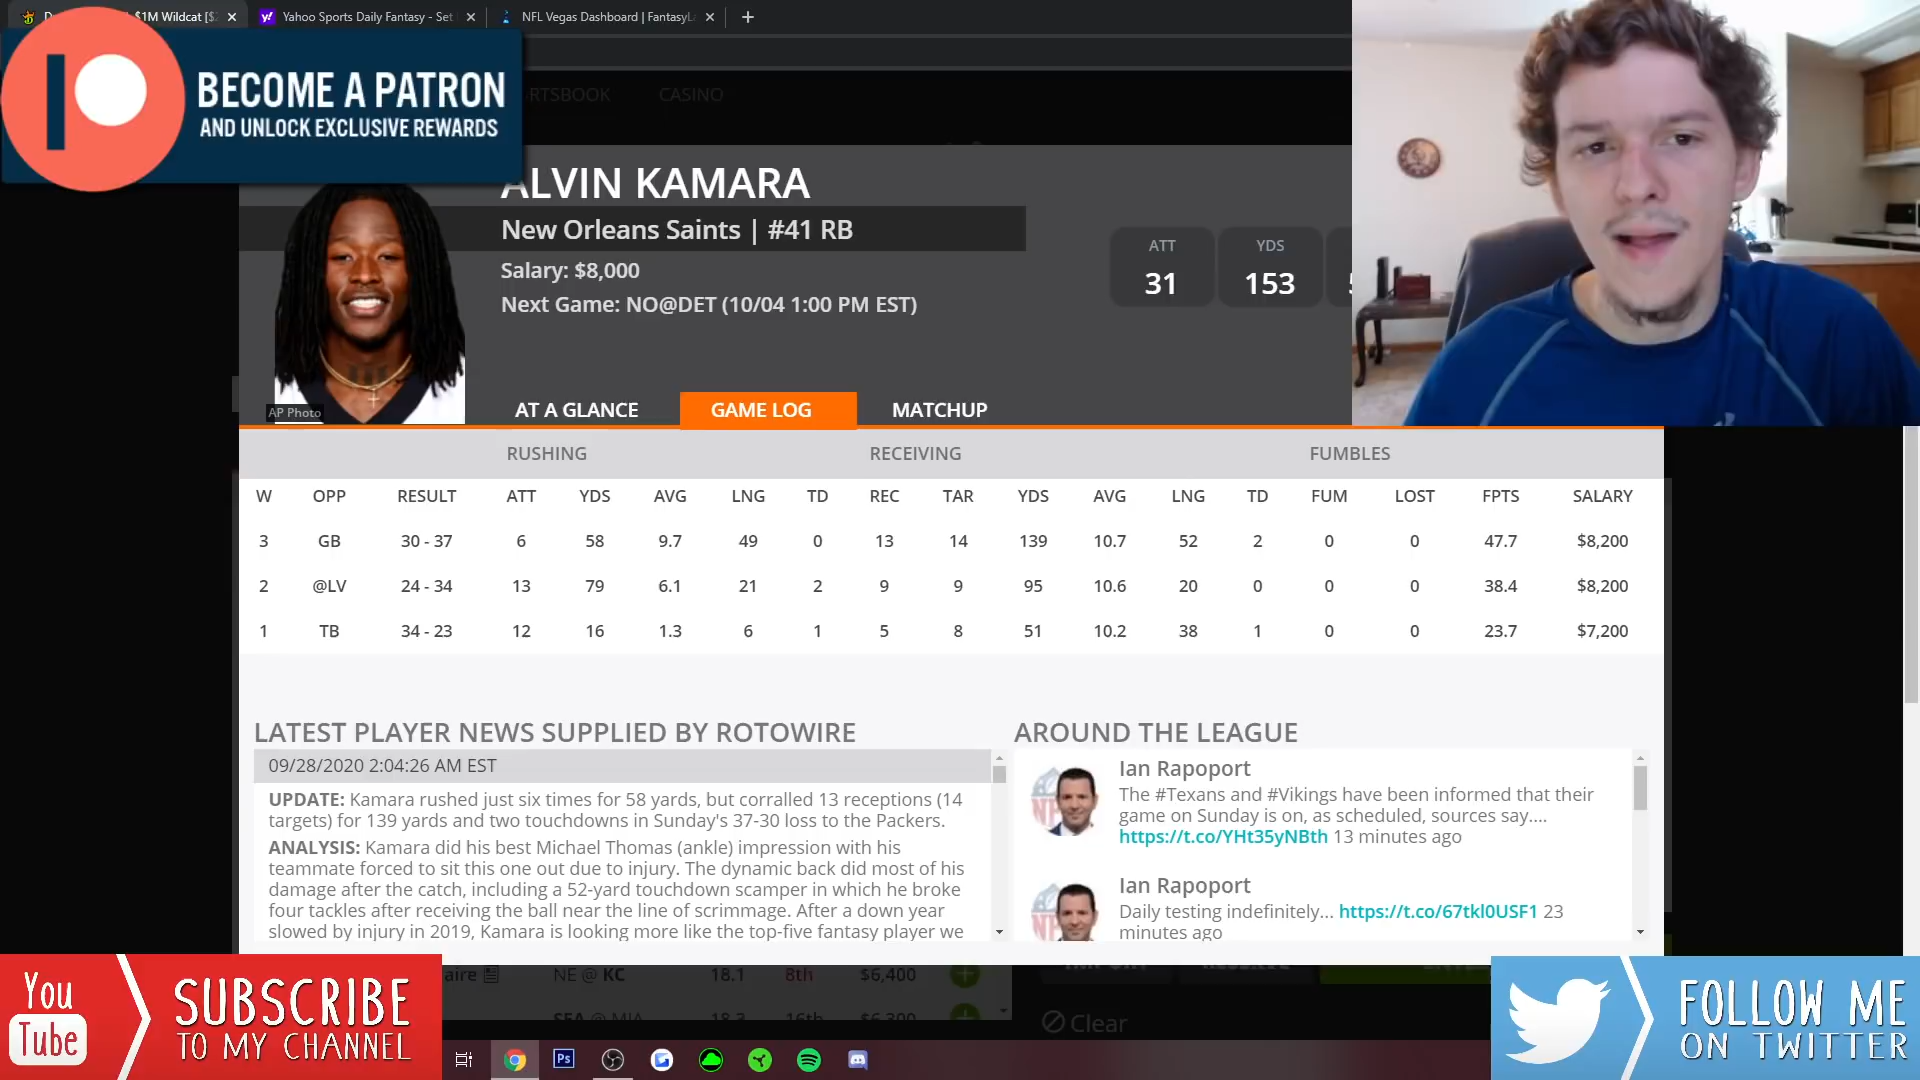 $1M Wildcat [$
Yahoo Sports Daily Fantasy - Set
NFL Vegas Dashboard | FantasyL
BECOME A PATRON
AND UNLOCK EXCLUSIVE REWARDS
RTSBOOK CASINO
ALVIN KAMARA
New Orleans Saints | #41 RB
Salary: $8,000
Next Game: NO@DET (10/04 1:00 PM EST)
ATT YDS
31 153
AP Photo
AT A GLANCE GAME LOG MATCHUP
RUSHING RECEIVING FUMBLES
W OPP RESULT ATT YDS AVG LNG TD REC TAR YDS AVG LNG TD FUM LOST FPTS SALARY
3 GB 30 - 37 6 58 9.7 49 0 13 14 139 10.7 52 2 0 0 47.7 $8,200
2 @LV 24 - 34 13 79 6.1 21 2 9 9 95 10.6 20 0 0 0 38.4 $8,200
1 TB 34 - 23 12 16 1.3 6 1 5 8 51 10.2 38 1 0 0 23.7 $7,200
LATEST PLAYER NEWS SUPPLIED BY ROTOWIRE
09/28/2020 2:04:26 AM EST
UPDATE: Kamara rushed just six times for 58 yards, but corralled 13 receptions (14
targets) for 139 yards and two touchdowns in Sunday's 37-30 loss to the Packers.
ANALYSIS: Kamara did his best Michael Thomas (ankle) impression with his
teammate forced to sit this one out due to injury. The dynamic back did most of his
damage after the catch, including a 52-yard touchdown scamper in which he broke
four tackles after receiving the ball near the line of scrimmage. After a down year
slowed by injury in 2019, Kamara is looking more like the top-five fantasy player we
AROUND THE LEAGUE
Ian Rapoport
The #Texans and #Vikings have been informed that their
game on Sunday is on, as scheduled, sources say....
https://t.co/YHt35yNBth 13 minutes ago
Ian Rapoport
Daily testing indefinitely... https://t.co/67tkl0USF1 23
minutes ago
aire NE @ KC 18.1 8th $6,400
SEA @ MIA 18.3 16th $6,300
Clear
You
Tube
SUBSCRIBE
TO MY CHANNEL
Ps
FOLLOW ME
ON TWITTER